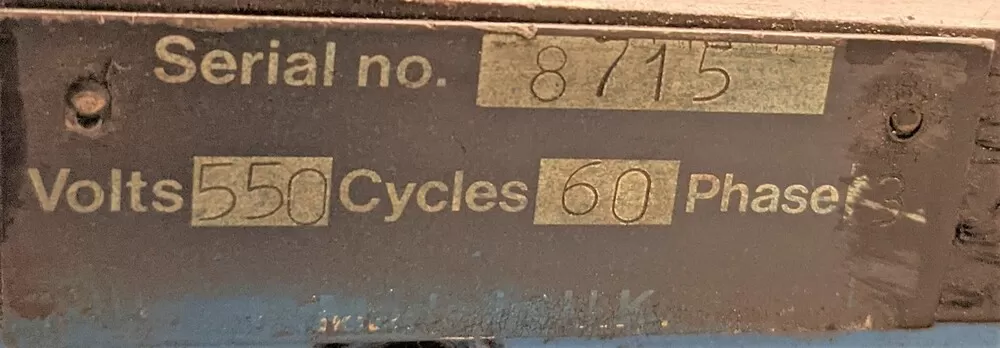 Serial no. 8715
Volts 550 Cycles 60 Phase 3
U.K.